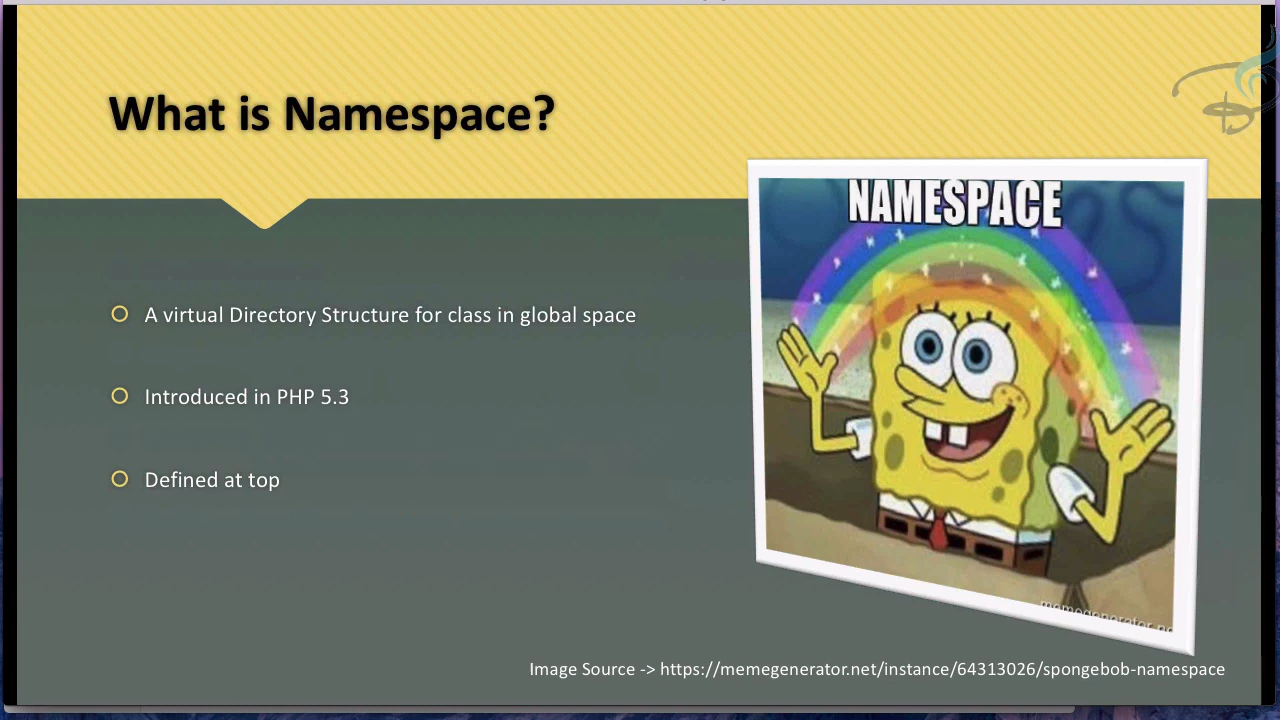 What is Namespace?
NAMESPACE
A virtual Directory Structure for class in global space
Introduced in PHP 5.3
Defined at top
Image Source -> https://memegenerator.net/instance/64313026/spongebob-namespace